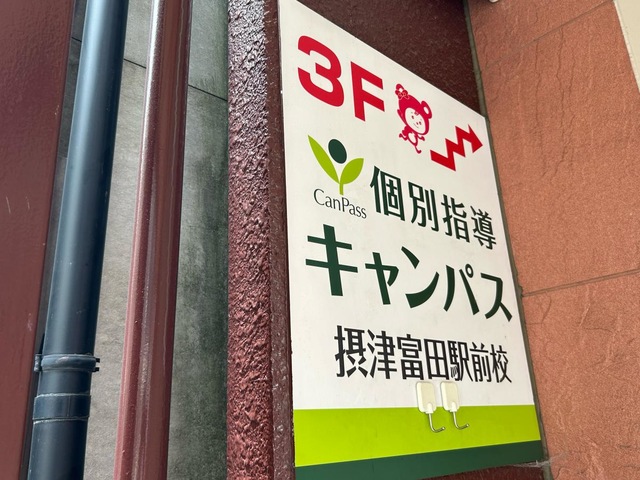 3F
CanPass
個別指導
キャンパス
摂津富田駅前校